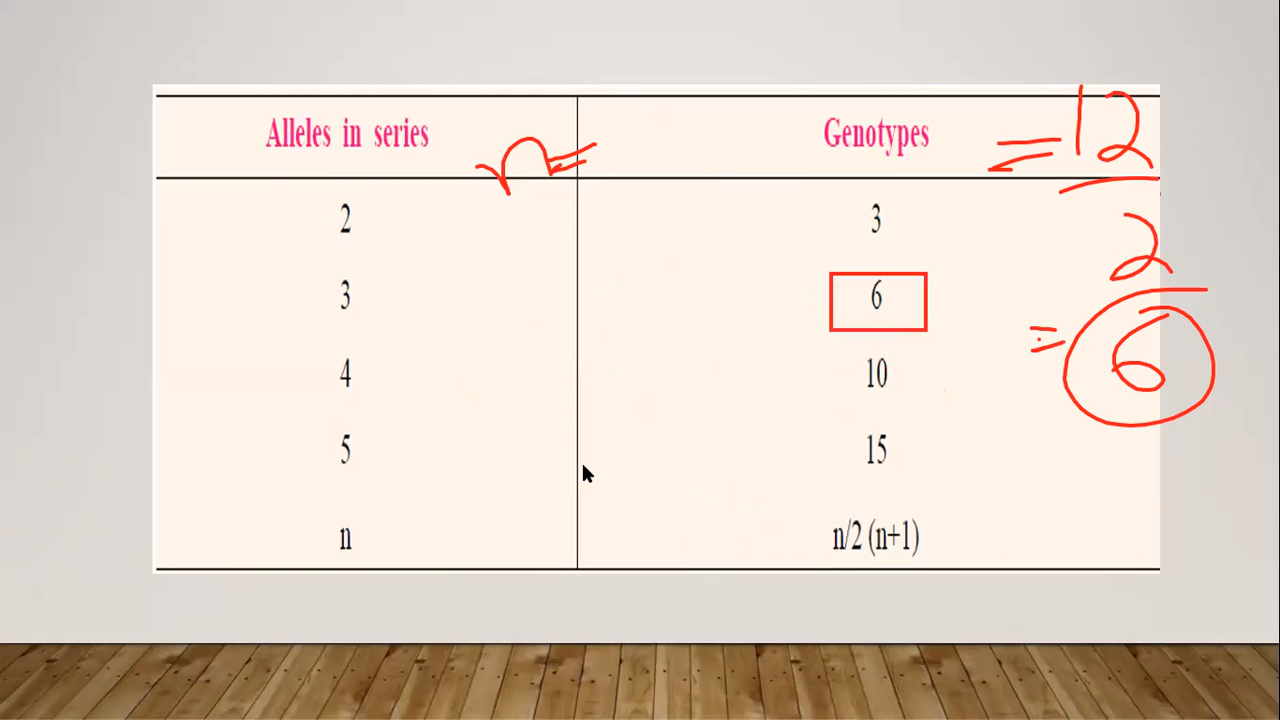 Alleles in series n= Genotypes = 12
2 3 2
3 6 = 6
4 10
5 15
n n/2 (n+1)